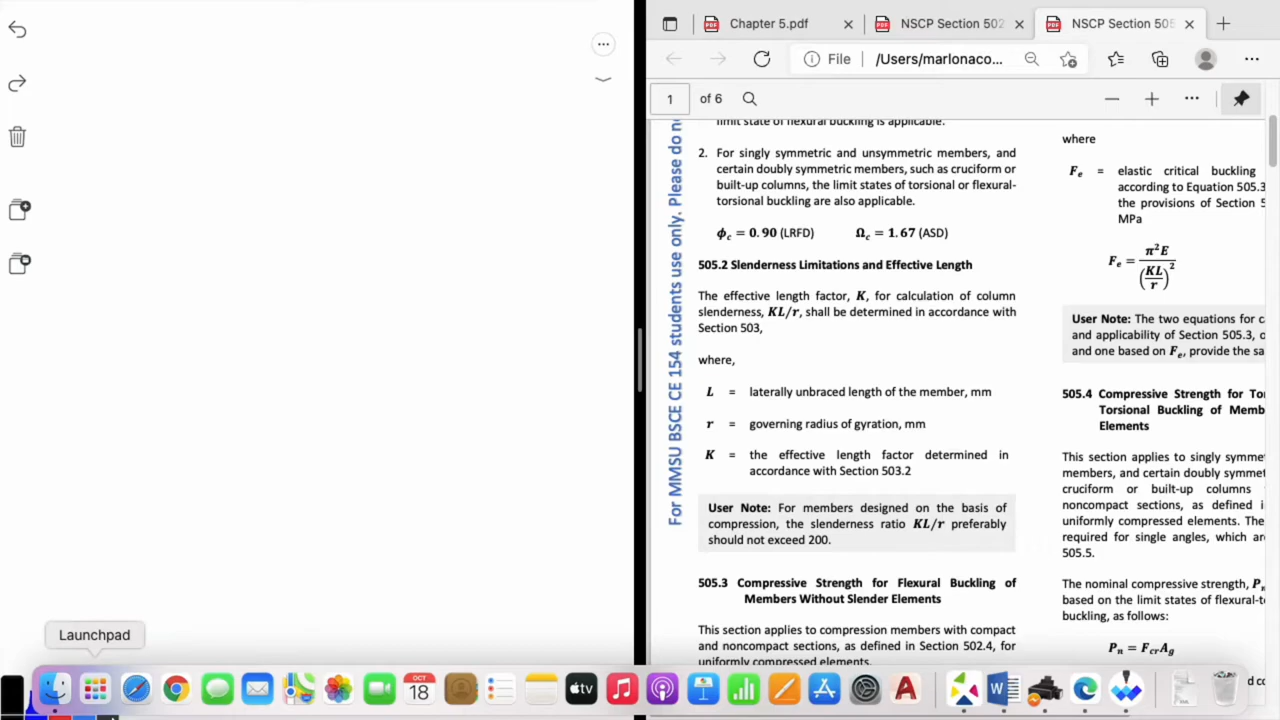 Chapter 5.pdf
NSCP Section 502
NSCP Section 505
File
/Users/marlonaco...
1 of 6
limit state of flexural buckling is applicable.
2. For singly symmetric and unsymmetric members, and
certain doubly symmetric members, such as cruciform or
built-up columns, the limit states of torsional or flexural-
torsional buckling are also applicable.
ϕc = 0.90 (LRFD) Ωc = 1.67 (ASD)
505.2 Slenderness Limitations and Effective Length
The effective length factor, K, for calculation of column
slenderness, KL/r, shall be determined in accordance with
Section 503,
where,
L = laterally unbraced length of the member, mm
r = governing radius of gyration, mm
K = the effective length factor determined in
accordance with Section 503.2
User Note: For members designed on the basis of
compression, the slenderness ratio KL/r preferably
should not exceed 200.
505.3 Compressive Strength for Flexural Buckling of
Members Without Slender Elements
This section applies to compression members with compact
and noncompact sections, as defined in Section 502.4, for
uniformly compressed elements.
For MMSU BSCE CE 154 students use only. Please do
where
Fe = elastic critical buckling
according to Equation 505.3
the provisions of Section 5
MPa
Fe = π²E / (KL/r)²
User Note: The two equations for c
and applicability of Section 505.3, o
and one based on Fe, provide the sa
505.4 Compressive Strength for To
Torsional Buckling of Memb
Elements
This section applies to singly symme
members, and certain doubly symme
cruciform or built-up columns
noncompact sections, as defined i
uniformly compressed elements. The
required for single angles, which are
505.5.
The nominal compressive strength, Pn
based on the limit states of flexural-t
buckling, as follows:
Pn = FcrAg
Launchpad
OCT
18
tv